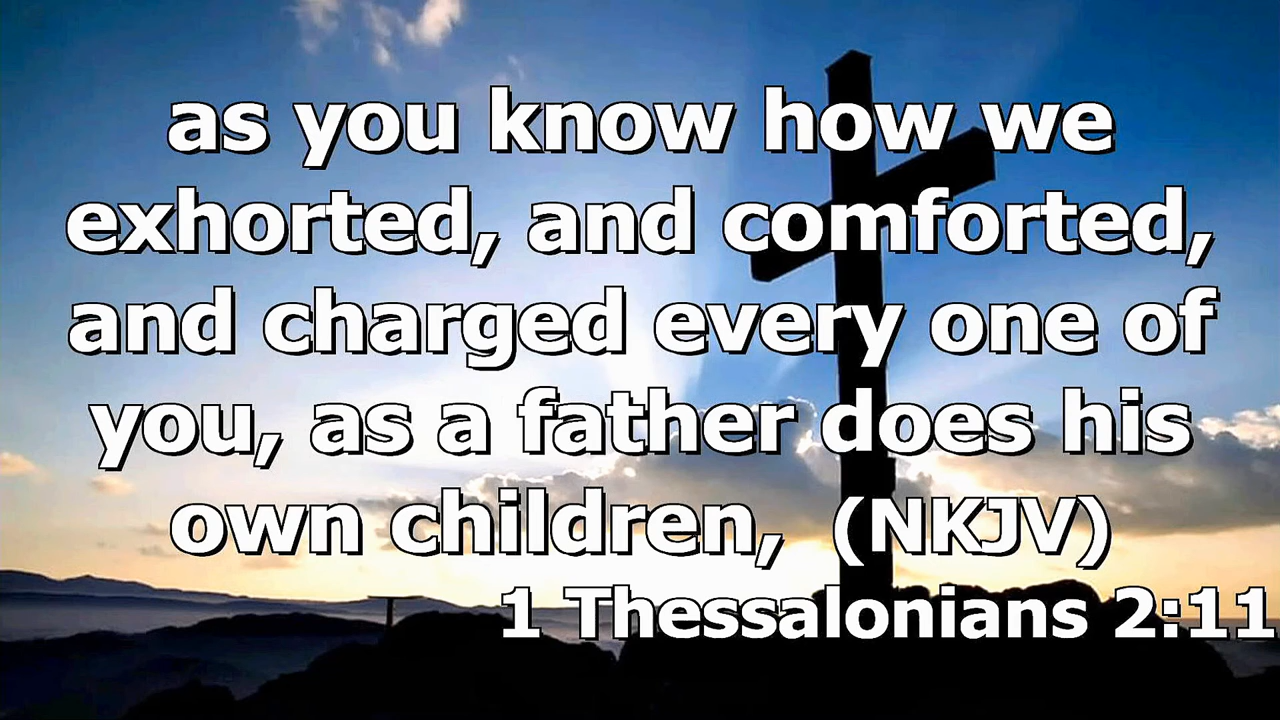 as you know how we
exhorted, and comforted,
and charged every one of
you, as a father does his
own children, (NKJV)
1 Thessalonians 2:11